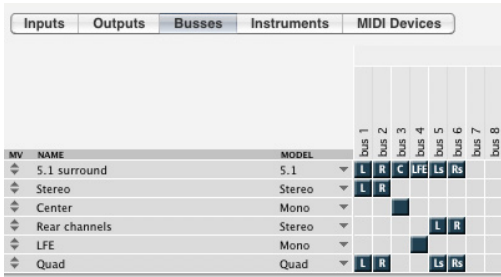 Inputs Outputs Busses Instruments MIDI Devices
bus 1 bus 2 bus 3 bus 4 bus 5 bus 6 bus 7 bus 8
MV NAME MODEL
5.1 surround 5.1 L R C LFE Ls Rs
Stereo Stereo L R
Center Mono
Rear channels Stereo L R
LFE Mono
Quad Quad L R Ls Rs